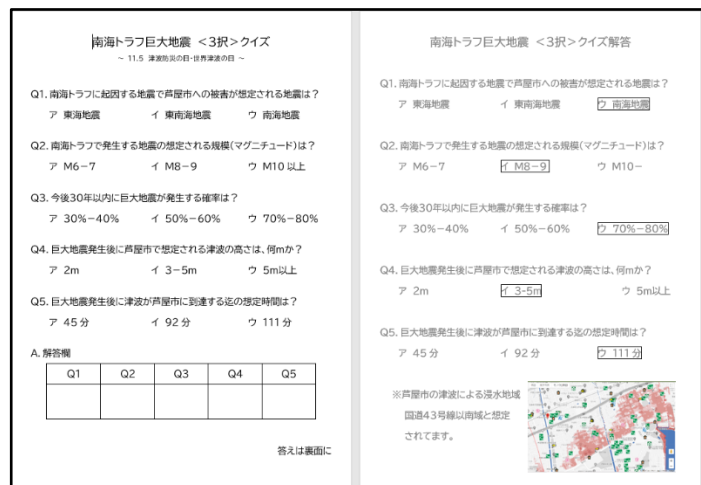 南海トラフ巨大地震 <3択>クイズ
～ 11.5 津波防災の日・世界津波の日 ～
Q1. 南海トラフに起因する地震で芦屋市への被害が想定される地震は？
ア 東海地震 イ 東南海地震 ウ 南海地震
Q2. 南海トラフで発生する地震の想定される規模(マグニチュード)は？
ア M6－7 イ M8－9 ウ M10 以上
Q3. 今後30年以内に巨大地震が発生する確率は？
ア 30%－40% イ 50%－60% ウ 70%－80%
Q4. 巨大地震発生後に芦屋市で想定される津波の高さは、何mか？
ア 2m イ 3－5m ウ 5m以上
Q5. 巨大地震発生後に津波が芦屋市に到達する迄の想定時間は？
ア 45 分 イ 92 分 ウ 111 分
A. 解答欄
Q1 Q2 Q3 Q4 Q5
答えは裏面に
南海トラフ巨大地震 <3択>クイズ解答
Q1. 南海トラフに起因する地震で芦屋市への被害が想定される地震は？
ア 東海地震 イ 東南海地震 ウ 南海地震
Q2. 南海トラフで発生する地震の想定される規模(マグニチュード)は？
ア M6－7 イ M8－9 ウ M10－
Q3. 今後30年以内に巨大地震が発生する確率は？
ア 30%－40% イ 50%－60% ウ 70%－80%
Q4. 巨大地震発生後に芦屋市で想定される津波の高さは、何mか？
ア 2m イ 3-5m ウ 5m以上
Q5. 巨大地震発生後に津波が芦屋市に到達する迄の想定時間は？
ア 45 分 イ 92 分 ウ 111 分
※芦屋市の津波による浸水地域
国道43号線以南域と想定
されてます。